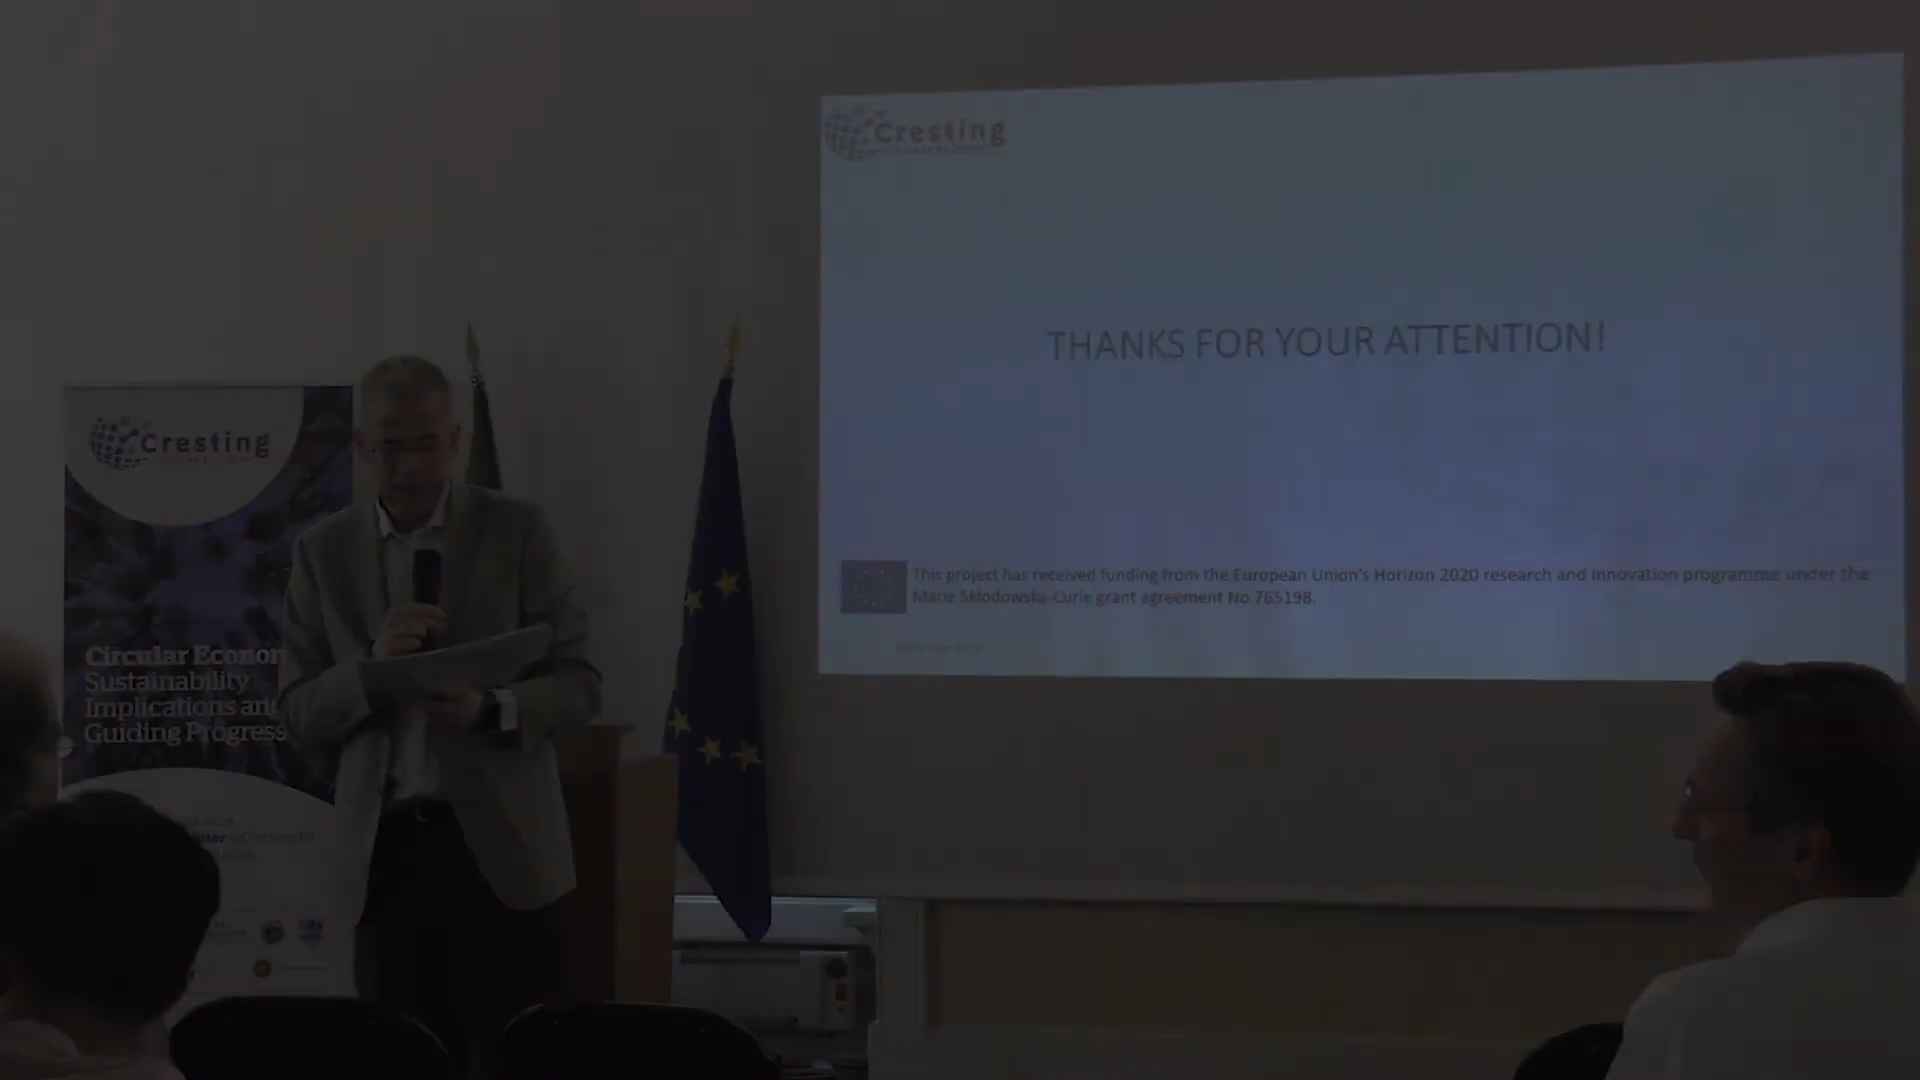 Cresting
THANKS FOR YOUR ATTENTION!
This project has received funding from the European Union's Horizon 2020 research and innovation programme under the
Marie Skłodowska-Curie grant agreement No 765198.
Cresting
Circular Econom
Sustainability
Implications and
Guiding Progress